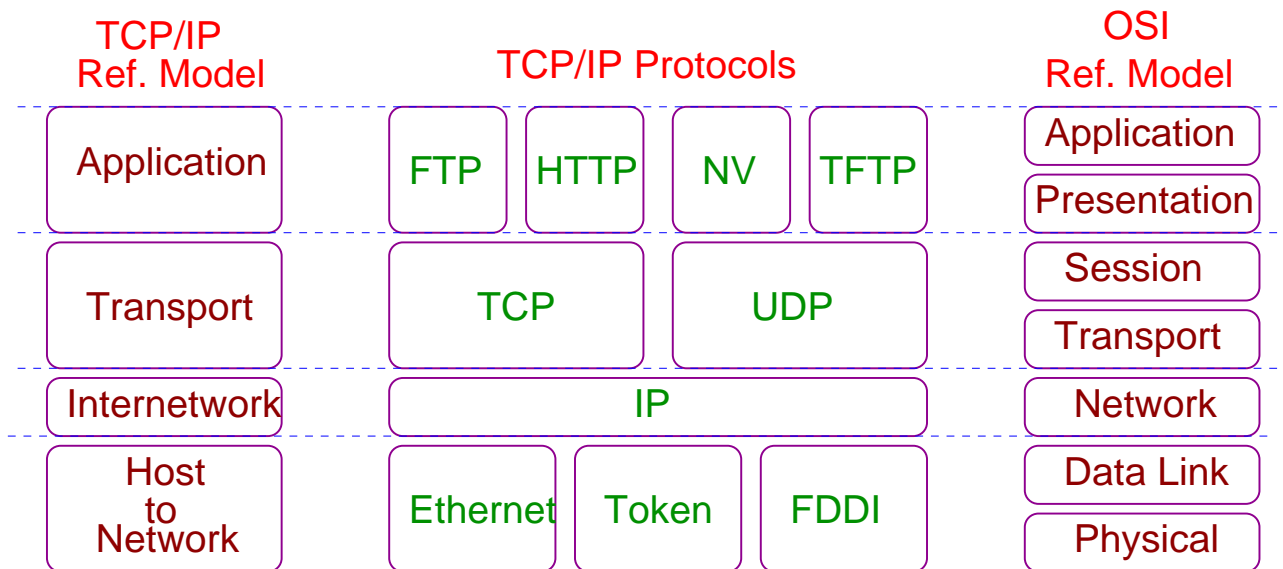 TCP/IP
Ref. Model
TCP/IP Protocols
OSI
Ref. Model
Application
FTP
HTTP
NV
TFTP
Application
Presentation
Transport
TCP
UDP
Session
Transport
Internetwork
IP
Network
Host
to
Network
Ethernet
Token
FDDI
Data Link
Physical